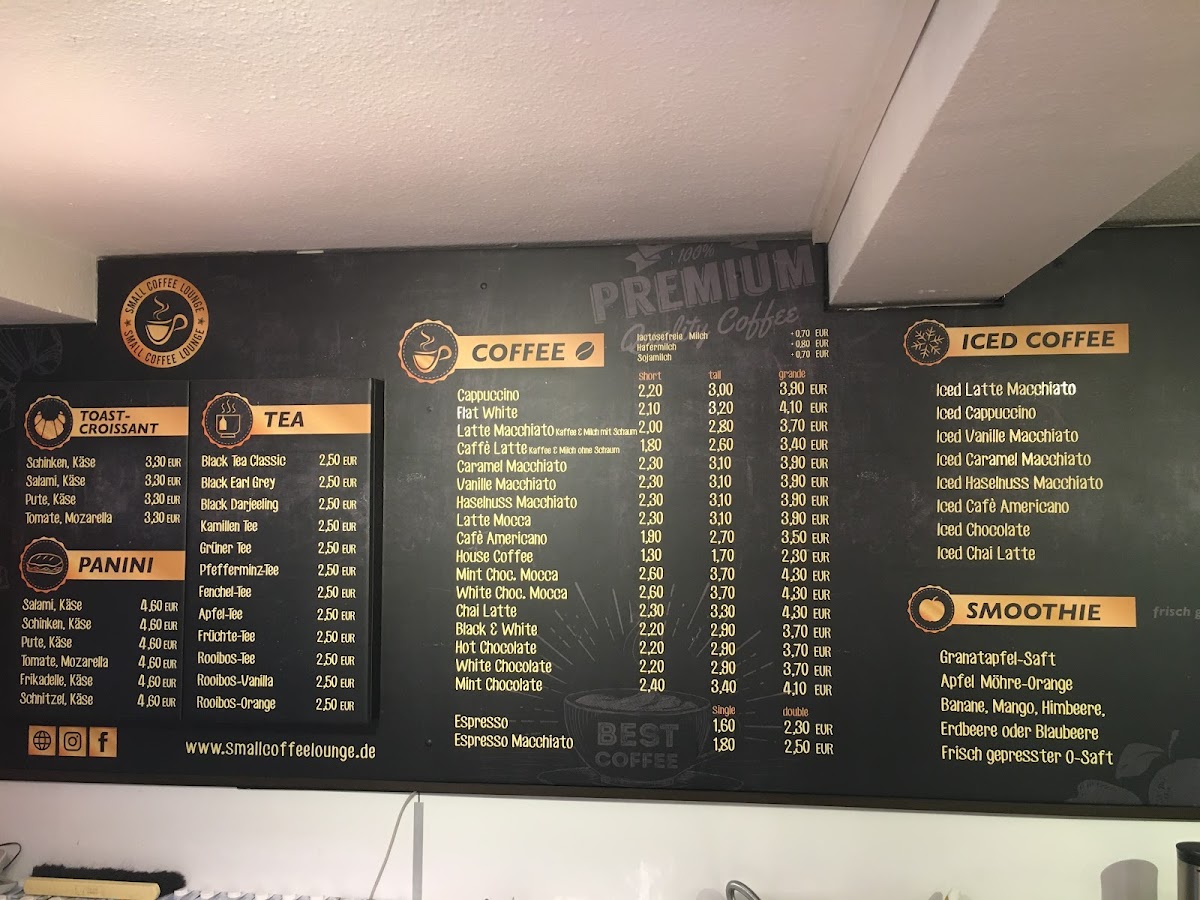 SMALL COFFEE LOUNGE
SMALL COFFEE LOUNGE
TOAST-
CROISSANT
Schinken, Käse 3,30 EUR
Salami, Käse 3,30 EUR
Pute, Käse 3,30 EUR
Tomate, Mozarella 3,30 EUR
PANINI
Salami, Käse 4,60 EUR
Schinken, Käse 4,60 EUR
Pute, Käse 4,60 EUR
Tomate, Mozarella 4,60 EUR
Frikadelle, Käse 4,60 EUR
Schnitzel, Käse 4,60 EUR
TEA
Black Tea Classic 2,50 EUR
Black Earl Grey 2,50 EUR
Black Darjeeling 2,50 EUR
Kamillen Tee 2,50 EUR
Grüner Tee 2,50 EUR
Pfefferminz-Tee 2,50 EUR
Fenchel-Tee 2,50 EUR
Apfel-Tee 2,50 EUR
Früchte-Tee 2,50 EUR
Rooibos-Tee 2,50 EUR
Rooibos-Vanilla 2,50 EUR
Rooibos-Orange 2,50 EUR
www.smallcoffeelounge.de
100%
PREMIUM
Quality Coffee
COFFEE
lactosefreie Milch +0,70 EUR
Hafermilch +0,80 EUR
Sojamilch +0,70 EUR
short tall grande
Cappuccino 2,20 3,00 3,90 EUR
Flat White 2,10 3,20 4,10 EUR
Latte Macchiato Kaffee & Milch mit Schaum 2,00 2,80 3,70 EUR
Caffè Latte Kaffee & Milch ohne Schaum 1,80 2,60 3,40 EUR
Caramel Macchiato 2,30 3,10 3,90 EUR
Vanille Macchiato 2,30 3,10 3,90 EUR
Haselnuss Macchiato 2,30 3,10 3,90 EUR
Latte Mocca 2,30 3,10 3,90 EUR
Cafè Americano 1,90 2,70 3,50 EUR
House Coffee 1,30 1,70 2,30 EUR
Mint Choc. Mocca 2,60 3,70 4,30 EUR
White Choc. Mocca 2,60 3,70 4,30 EUR
Chai Latte 2,30 3,30 4,30 EUR
Black & White 2,20 2,90 3,70 EUR
Hot Chocolate 2,20 2,90 3,70 EUR
White Chocolate 2,20 2,90 3,70 EUR
Mint Chocolate 2,40 3,40 4,10 EUR
single double
Espresso 1,60 2,30 EUR
Espresso Macchiato 1,80 2,50 EUR
BEST
COFFEE
ICED COFFEE
Iced Latte Macchiato
Iced Cappuccino
Iced Vanille Macchiato
Iced Caramel Macchiato
Iced Haselnuss Macchiato
Iced Cafè Americano
Iced Chocolate
Iced Chai Latte
SMOOTHIE
frisch
Granatapfel-Saft
Apfel Möhre-Orange
Banane, Mango, Himbeere,
Erdbeere oder Blaubeere
Frisch gepresster O-Saft